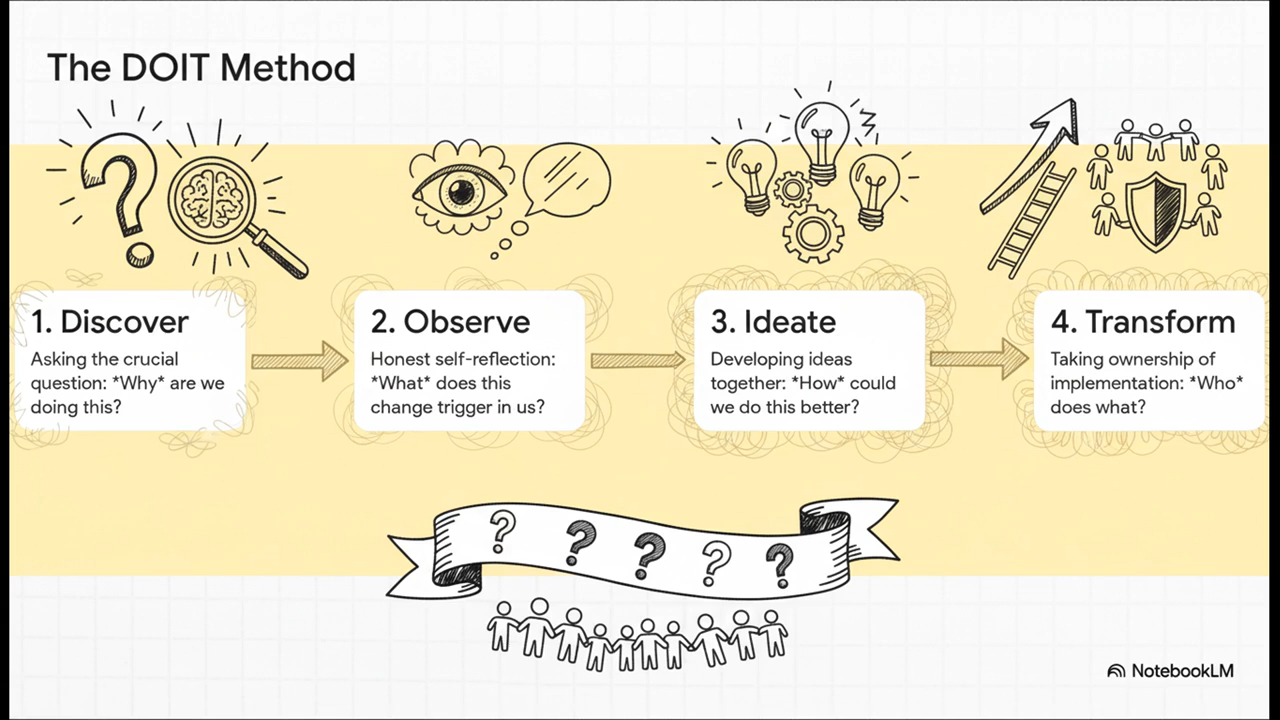 The DOIT Method
1. Discover
Asking the crucial
question: *Why* are we
doing this?
2. Observe
Honest self-reflection:
*What* does this
change trigger in us?
3. Ideate
Developing ideas
together: *How* could
we do this better?
4. Transform
Taking ownership of
implementation: *Who*
does what?
? ? ? ? ?
NotebookLM